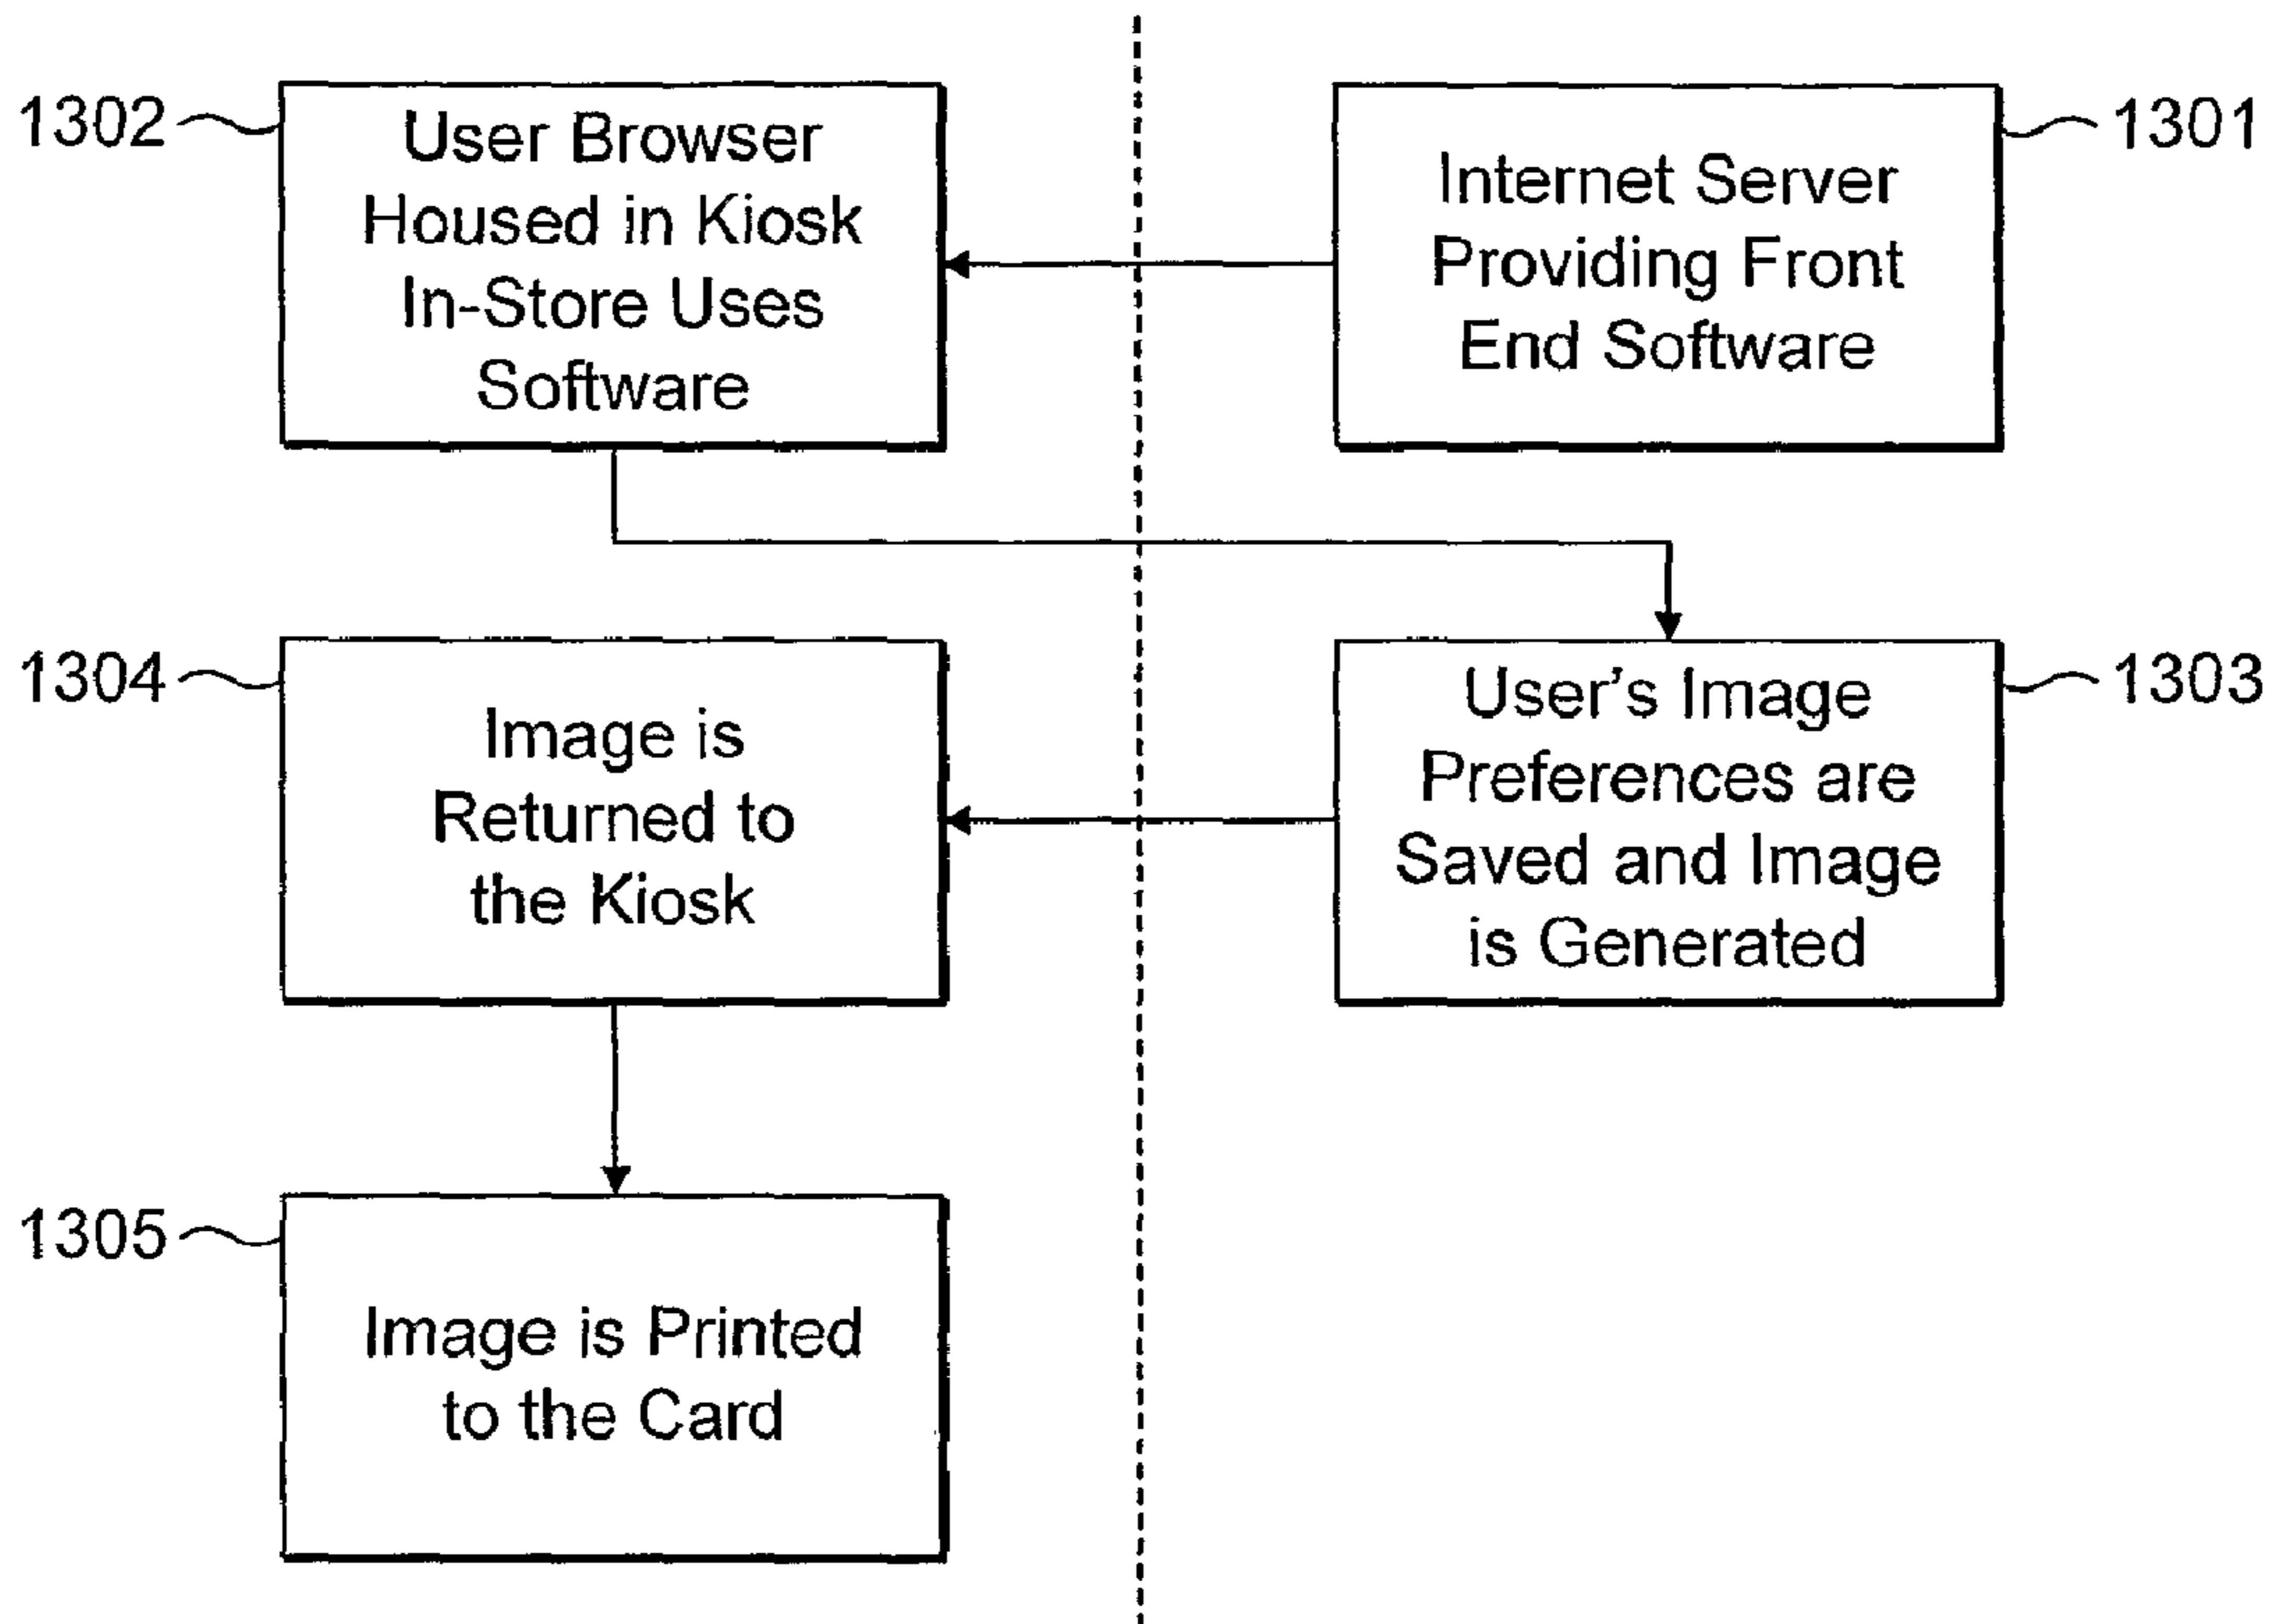 1302
User Browser
Housed in Kiosk
In-Store Uses
Software
1301
Internet Server
Providing Front
End Software
1304
Image is
Returned to
the Kiosk
1303
User's Image
Preferences are
Saved and Image
is Generated
1305
Image is Printed
to the Card